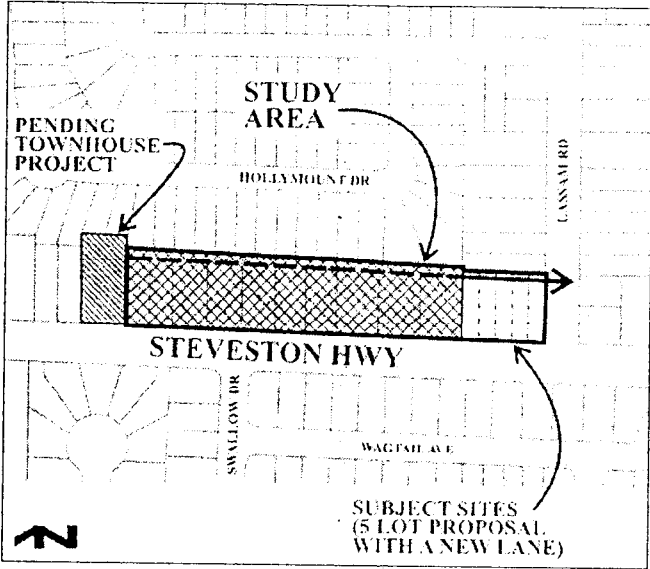 STUDY
AREA
PENDING
TOWNHOUSE
PROJECT
HOLLYMOUNT DR
LASSAM RD
STEVESTON HWY
SWALLOW DR
WAGTAIL AVE
SUBJECT SITES
(5 LOT PROPOSAL
WITH A NEW LANE)
N